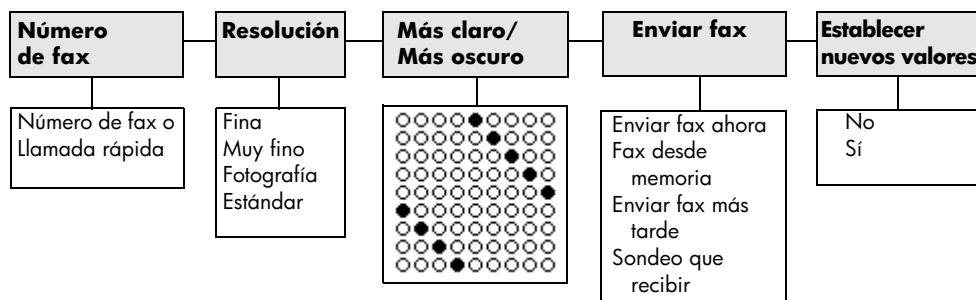 Número
de fax
Resolución
Más claro/
Más oscuro
Enviar fax
Establecer
nuevos valores
Número de fax o
Llamada rápida
Fina
Muy fino
Fotografía
Estándar
Enviar fax ahora
Fax desde
memoria
Enviar fax más
tarde
Sondeo que
recibir
No
Sí